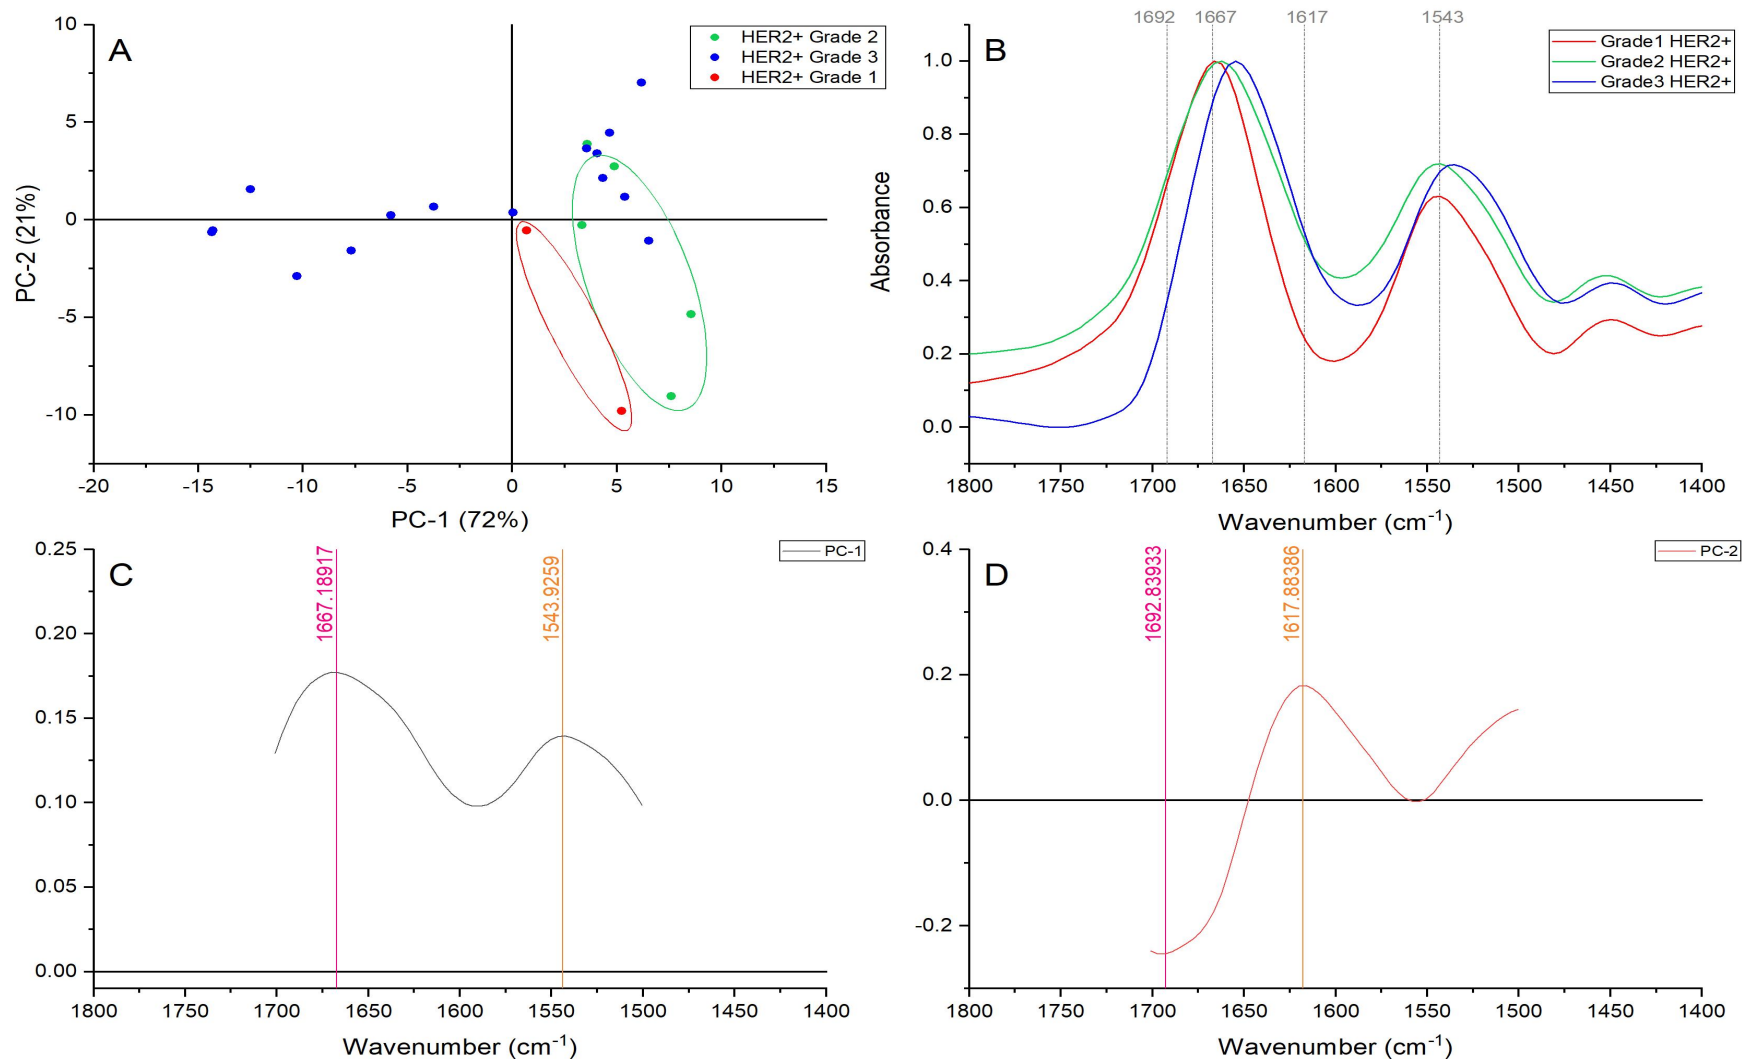 A
HER2+ Grade 2
HER2+ Grade 3
HER2+ Grade 1
10
5
0
-5
-10
PC-2 (21%)
-20 -15 -10 -5 0 5 10 15
PC-1 (72%)
1692 1667 1617 1543
B
Grade1 HER2+
Grade2 HER2+
Grade3 HER2+
1.0
0.8
0.6
0.4
0.2
0.0
Absorbance
1800 1750 1700 1650 1600 1550 1500 1450 1400
Wavenumber (cm⁻¹)
C
PC-1
1667.18917
1543.9259
0.25
0.20
0.15
0.10
0.05
0.00
1800 1750 1700 1650 1600 1550 1500 1450 1400
Wavenumber (cm⁻¹)
D
PC-2
1692.83933
1617.88386
0.4
0.2
0.0
-0.2
1800 1750 1700 1650 1600 1550 1500 1450 1400
Wavenumber (cm⁻¹)